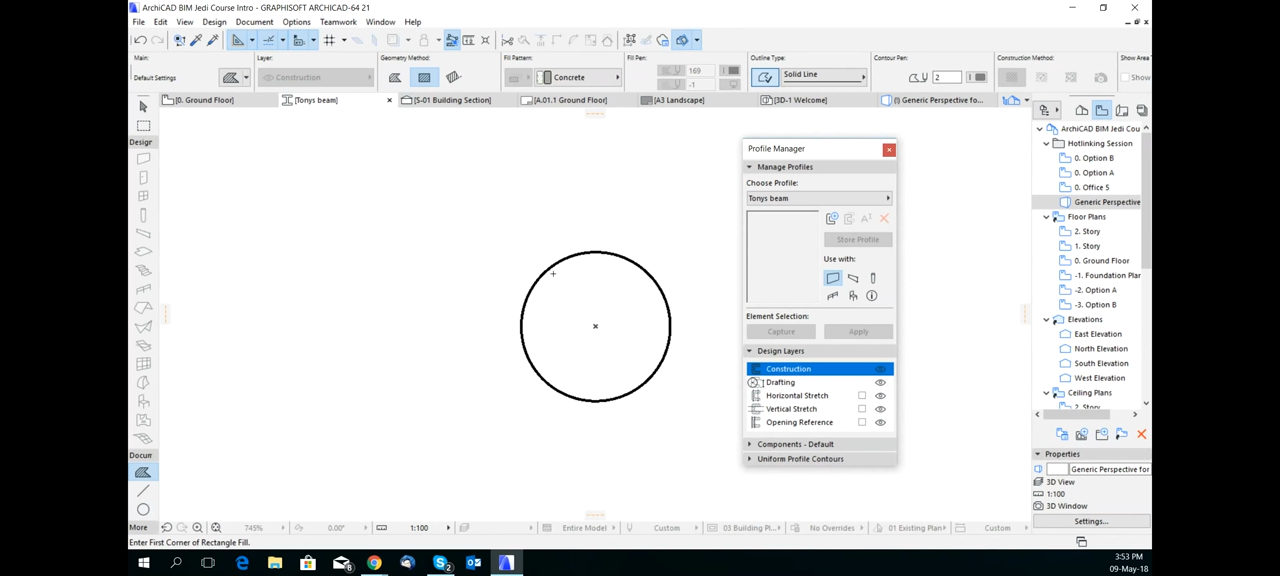 ArchiCAD BIM Jedi Course Intro - GRAPHISOFT ARCHICAD-64 21
File Edit View Design Document Options Teamwork Window Help
Main: Layer: Geometry Method: Fill Pattern: Fill Pen: Outline Type: Contour Pen: Construction Method: Show Area
Default Settings Construction Concrete 169 -1 Solid Line 2 Show
[0. Ground Floor] [Tonys beam] [S-01 Building Section] [A.01.1 Ground Floor] [A3 Landscape] [3D-1 Welcome] (!) Generic Perspective fo...
Design
Docum
More
Profile Manager
Manage Profiles
Choose Profile:
Tonys beam
Store Profile
Use with:
Element Selection:
Capture Apply
Design Layers
Construction
Drafting
Horizontal Stretch
Vertical Stretch
Opening Reference
Components - Default
Uniform Profile Contours
ArchiCAD BIM Jedi Cou
Hotlinking Session
0. Option B
0. Option A
0. Office 5
Generic Perspective
Floor Plans
2. Story
1. Story
0. Ground Floor
-1. Foundation Plan
-2. Option A
-3. Option B
Elevations
East Elevation
North Elevation
South Elevation
West Elevation
Ceiling Plans
2. Story
Properties
Generic Perspective for
3D View
1:100
3D Window
Settings...
745% 0.00° 1:100 Entire Model Custom 03 Building Pl... No Overrides 01 Existing Plan Custom
Enter First Corner of Rectangle Fill.
3:53 PM
09-May-18